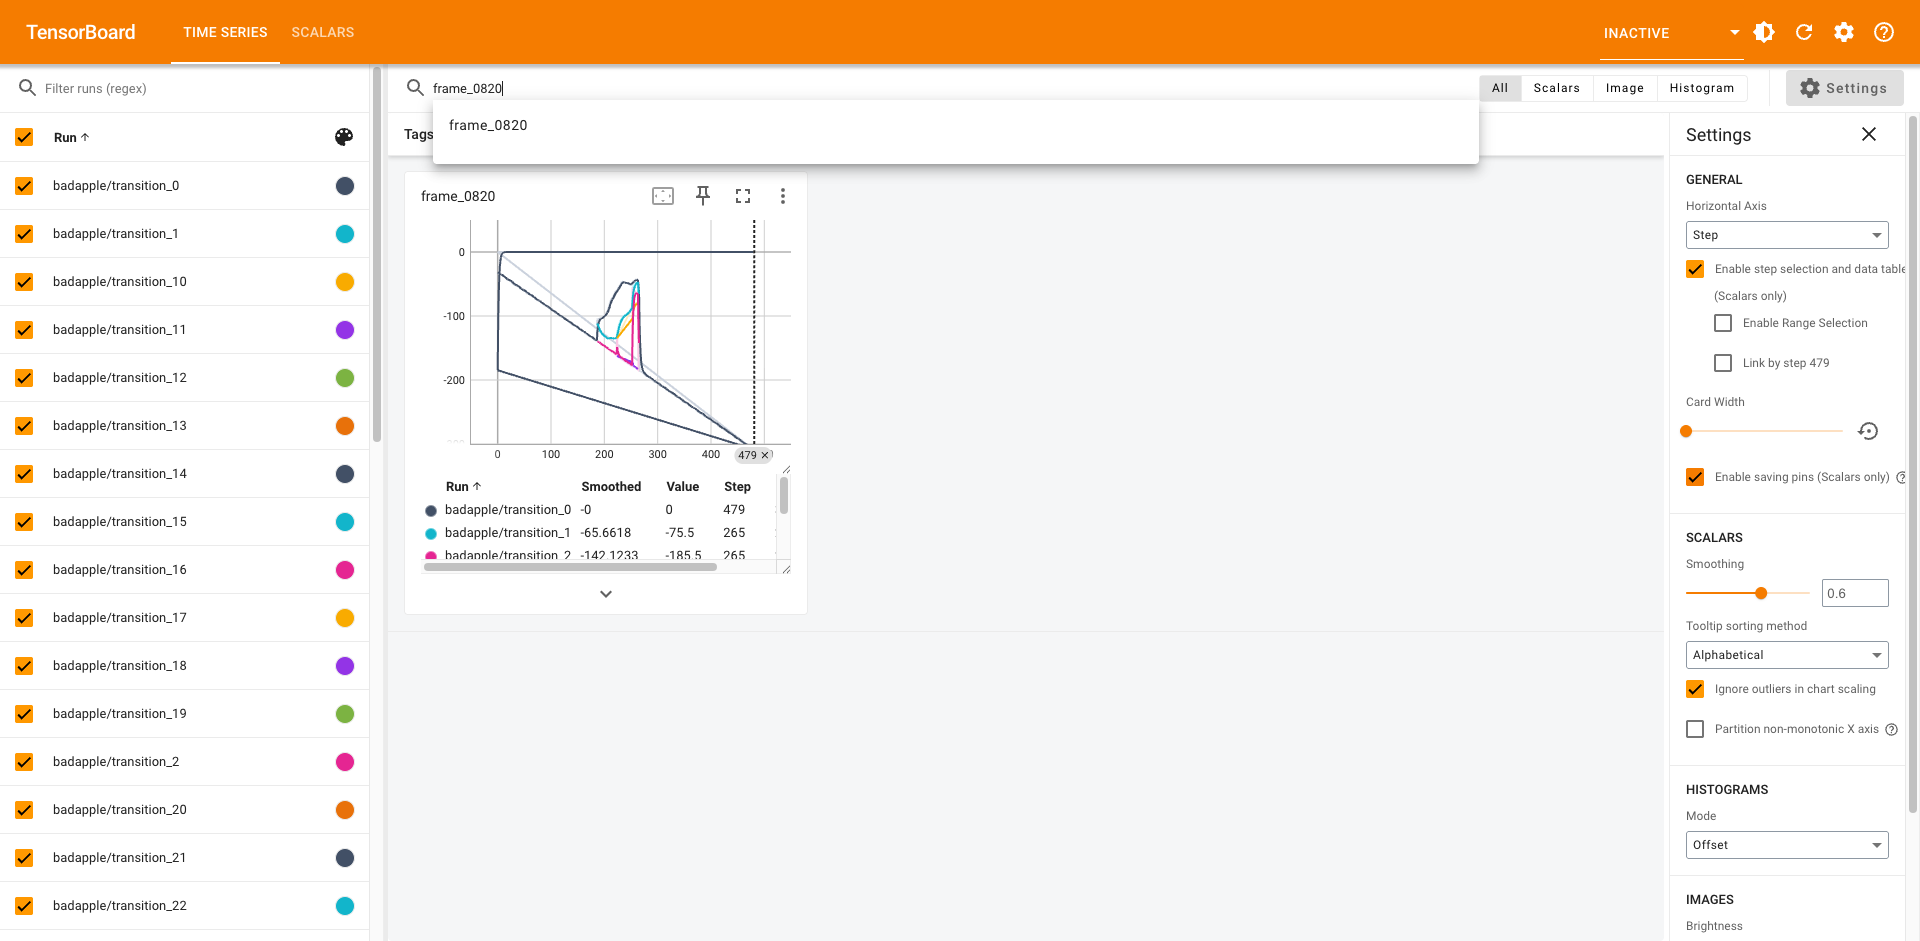 TensorBoard
TIME SERIES
SCALARS
INACTIVE
Filter runs (regex)
frame_0820
All
Scalars
Image
Histogram
Settings
frame_0820
Run
Tags
Settings
badapple/transition_0
badapple/transition_1
badapple/transition_10
badapple/transition_11
badapple/transition_12
badapple/transition_13
badapple/transition_14
badapple/transition_15
badapple/transition_16
badapple/transition_17
badapple/transition_18
badapple/transition_19
badapple/transition_2
badapple/transition_20
badapple/transition_21
badapple/transition_22
frame_0820
0
-100
-200
0 100 200 300 400 479
Run Smoothed Value Step
badapple/transition_0 -0 0 479
badapple/transition_1 -65.6618 -75.5 265
badapple/transition_2 -142.1233 -185.5 265
GENERAL
Horizontal Axis
Step
Enable step selection and data table
(Scalars only)
Enable Range Selection
Link by step 479
Card Width
Enable saving pins (Scalars only)
SCALARS
Smoothing
0.6
Tooltip sorting method
Alphabetical
Ignore outliers in chart scaling
Partition non-monotonic X axis
HISTOGRAMS
Mode
Offset
IMAGES
Brightness